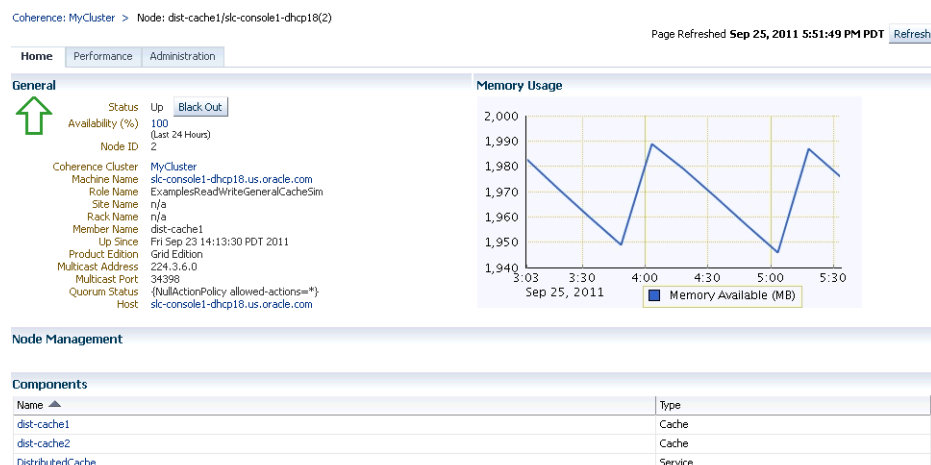 Coherence: MyCluster > Node: dist-cache1/slc-console1-dhcp18(2)
Page Refreshed Sep 25, 2011 5:51:49 PM PDT Refresh
Home Performance Administration
General
Status Up Black Out
Availability (%) 100
(Last 24 Hours)
Node ID 2
Coherence Cluster MyCluster
Machine Name slc-console1-dhcp18.us.oracle.com
Role Name ExamplesReadWriteGeneralCacheSim
Site Name n/a
Rack Name n/a
Member Name dist-cache1
Up Since Fri Sep 23 14:13:30 PDT 2011
Product Edition Grid Edition
Multicast Address 224.3.6.0
Multicast Port 34398
Quorum Status {NullActionPolicy allowed-actions=*}
Host slc-console1-dhcp18.us.oracle.com
Memory Usage
2,000
1,990
1,980
1,970
1,960
1,950
1,940
3:03 3:30 4:00 4:30 5:00 5:30
Sep 25, 2011
Memory Available (MB)
Node Management
Components
Name Type
dist-cache1 Cache
dist-cache2 Cache
DistributedCache Service